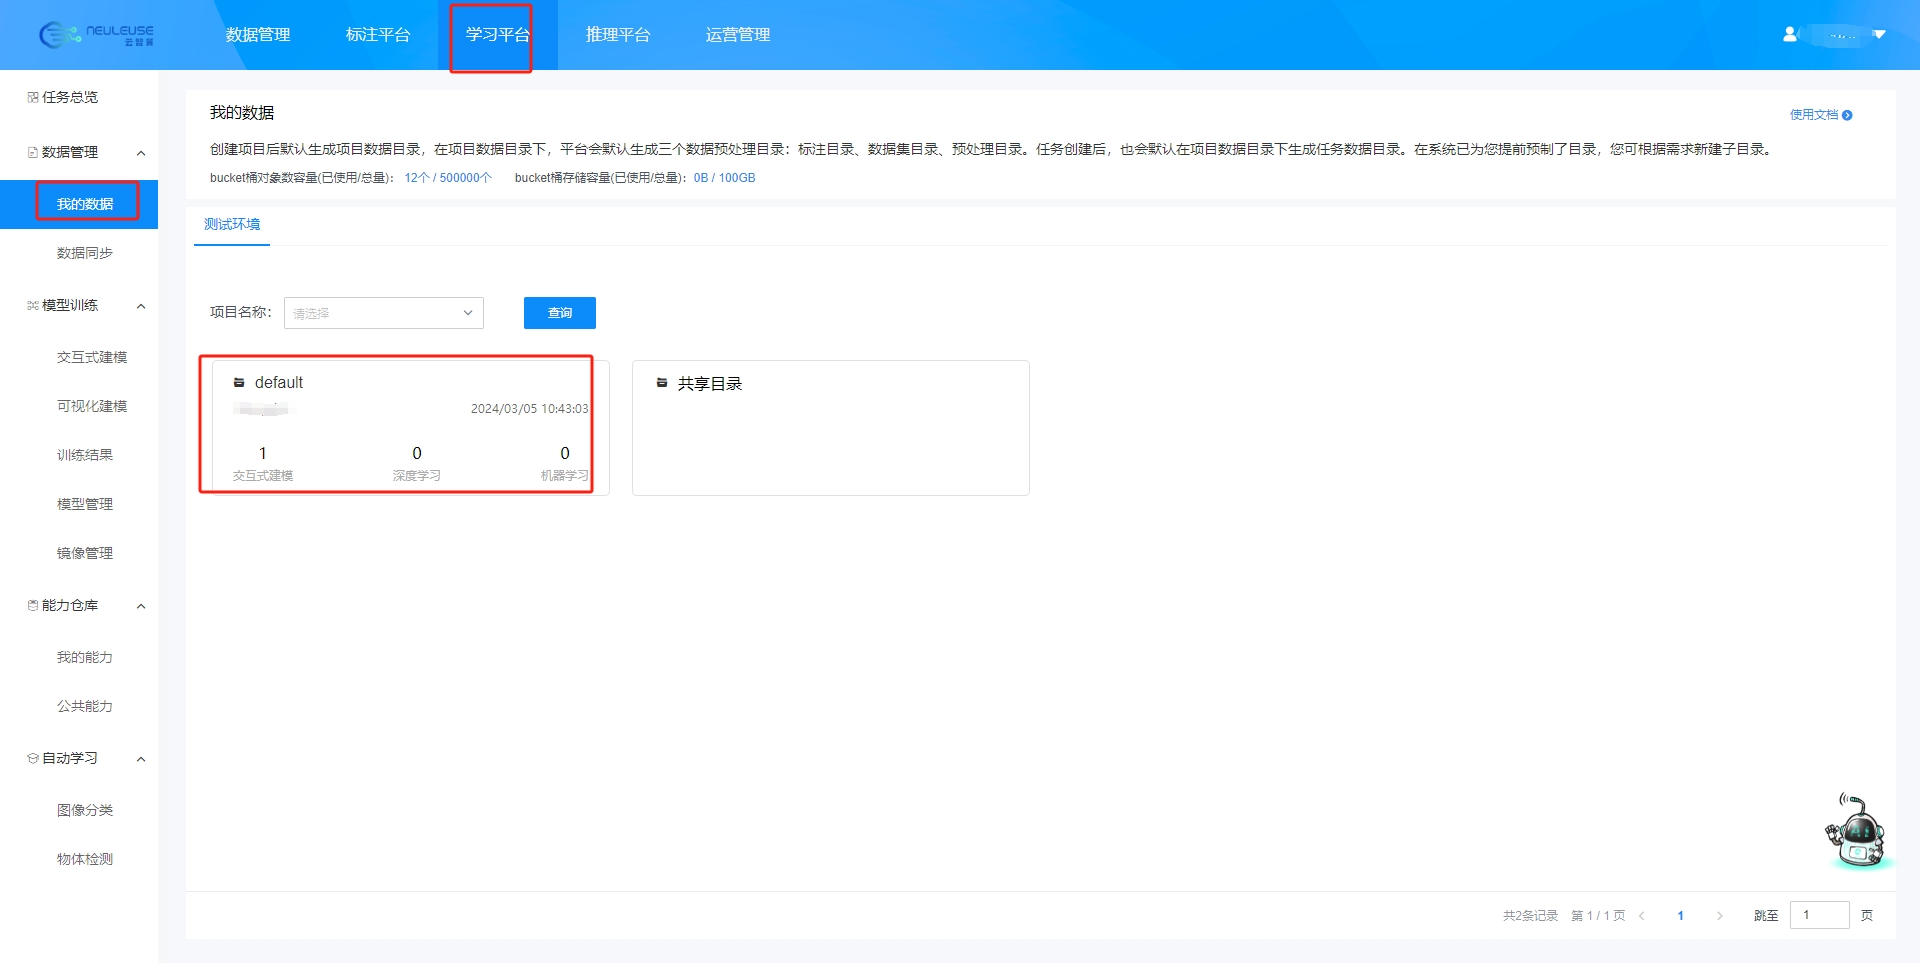 NEULEUSE
云智算
数据管理
标注平台
学习平台
推理平台
运营管理
任务总览
数据管理
我的数据
数据同步
模型训练
交互式建模
可视化建模
训练结果
模型管理
镜像管理
能力仓库
我的能力
公共能力
自动学习
图像分类
物体检测
我的数据
使用文档
创建项目后默认生成项目数据目录，在项目数据目录下，平台会默认生成三个数据预处理目录：标注目录、数据集目录、预处理目录。任务创建后，也会默认在项目数据目录下生成任务数据目录。在系统已为您提前预制了目录，您可根据需求新建子目录。
bucket桶对象数容量(已使用/总量)： 12个 / 500000个 bucket桶存储容量(已使用/总量)： 0B / 100GB
测试环境
项目名称： 请选择 查询
default
2024/03/05 10:43:03
1 0 0
交互式建模 深度学习 机器学习
共享目录
共2条记录 第 1 / 1 页 1 跳至 1 页